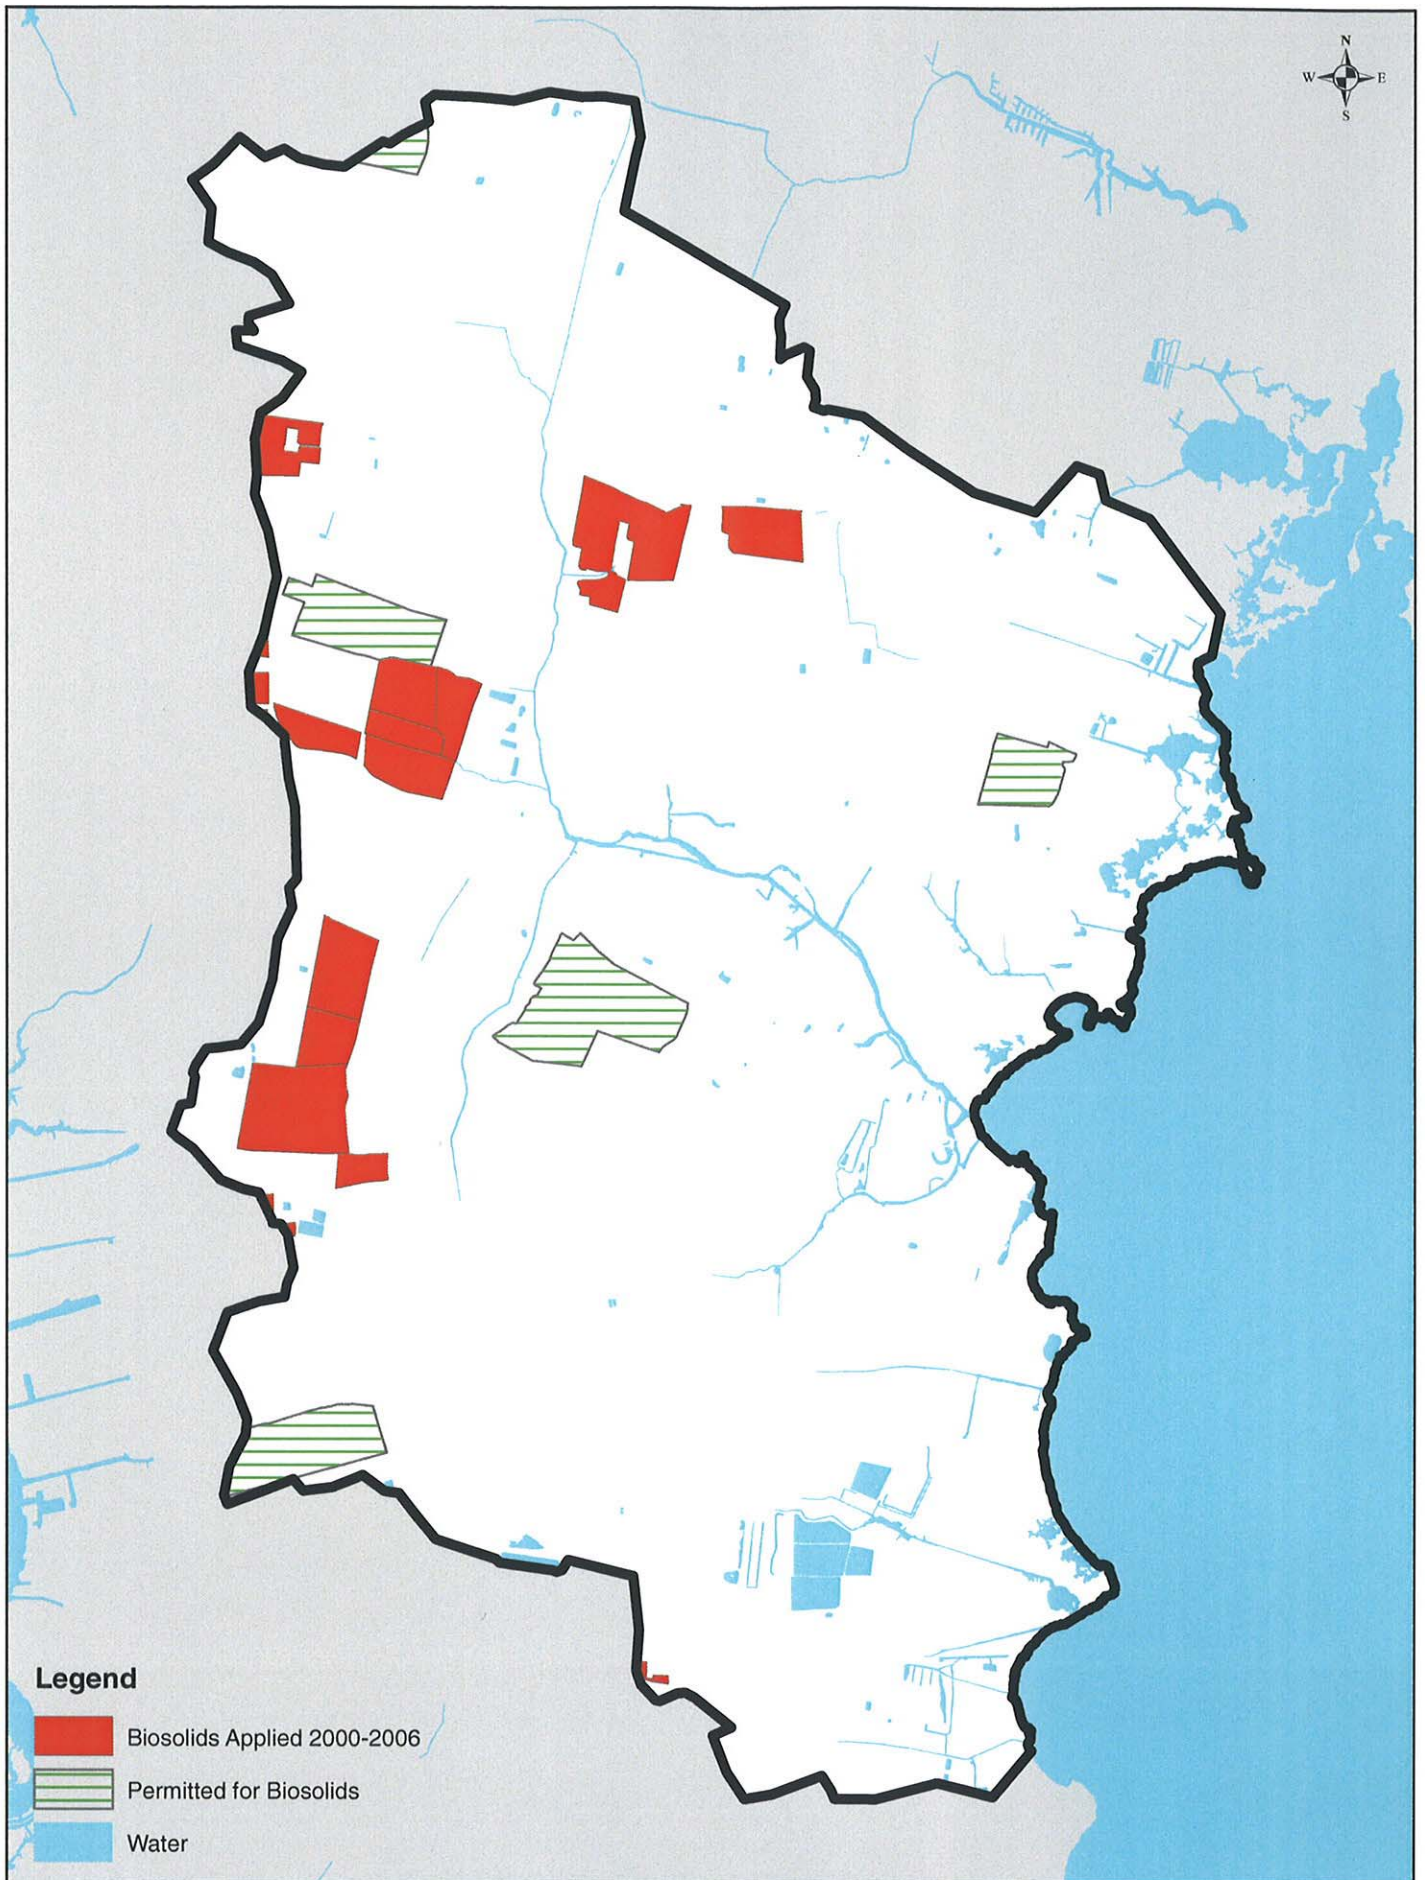 N
W E
S
Legend
Biosolids Applied 2000-2006
Permitted for Biosolids
Water